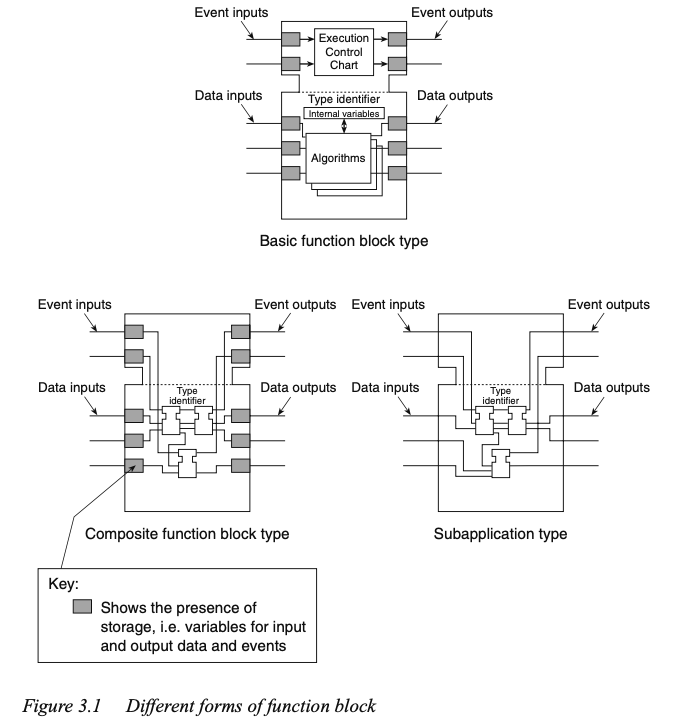 Event inputs
Event outputs
Execution
Control
Chart
Data inputs
Type identifier
Data outputs
Internal variables
Algorithms
Basic function block type
Event inputs
Event outputs
Event inputs
Event outputs
Data inputs
Type
identifier
Data outputs
Data inputs
Type
identifier
Data outputs
Composite function block type
Subapplication type
Key:
Shows the presence of
storage, i.e. variables for input
and output data and events
Figure 3.1 Different forms of function block